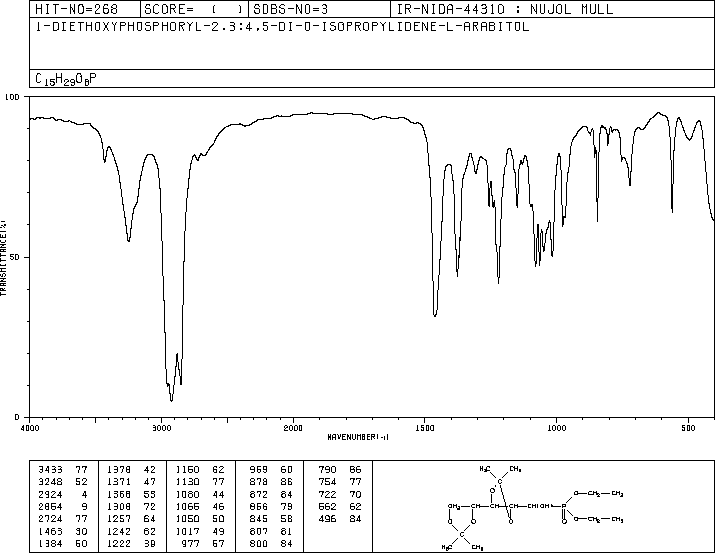 HIT-NO=268 SCORE= ( ) SDBS-NO=3 IR-NIDA-44310 : NUJOL MULL
1-DIETHOXYPHOSPHORYL-2,3:4,5-DI-O-ISOPROPYLIDENE-L-ARABITOL
C15H29O8P
100
50
0
TRANSMITTANCE(%)
4000 3000 2000 1500 1000 500
WAVENUMBER(-1)
3433 77 1378 42 1150 62 969 60 790 86
3248 52 1371 47 1130 77 878 86 754 77
2924 4 1368 55 1080 44 872 84 722 70
2854 9 1308 72 1066 46 856 79 562 62
2724 77 1257 64 1050 50 845 58 496 84
1463 30 1242 62 1017 49 807 81
1384 60 1222 39 977 57 800 84
H3C CH3
C
O O O—CH2—CH3
CH2 CH CH CH CH(OH) P
O O O O O—CH2—CH3
C
H3C CH3